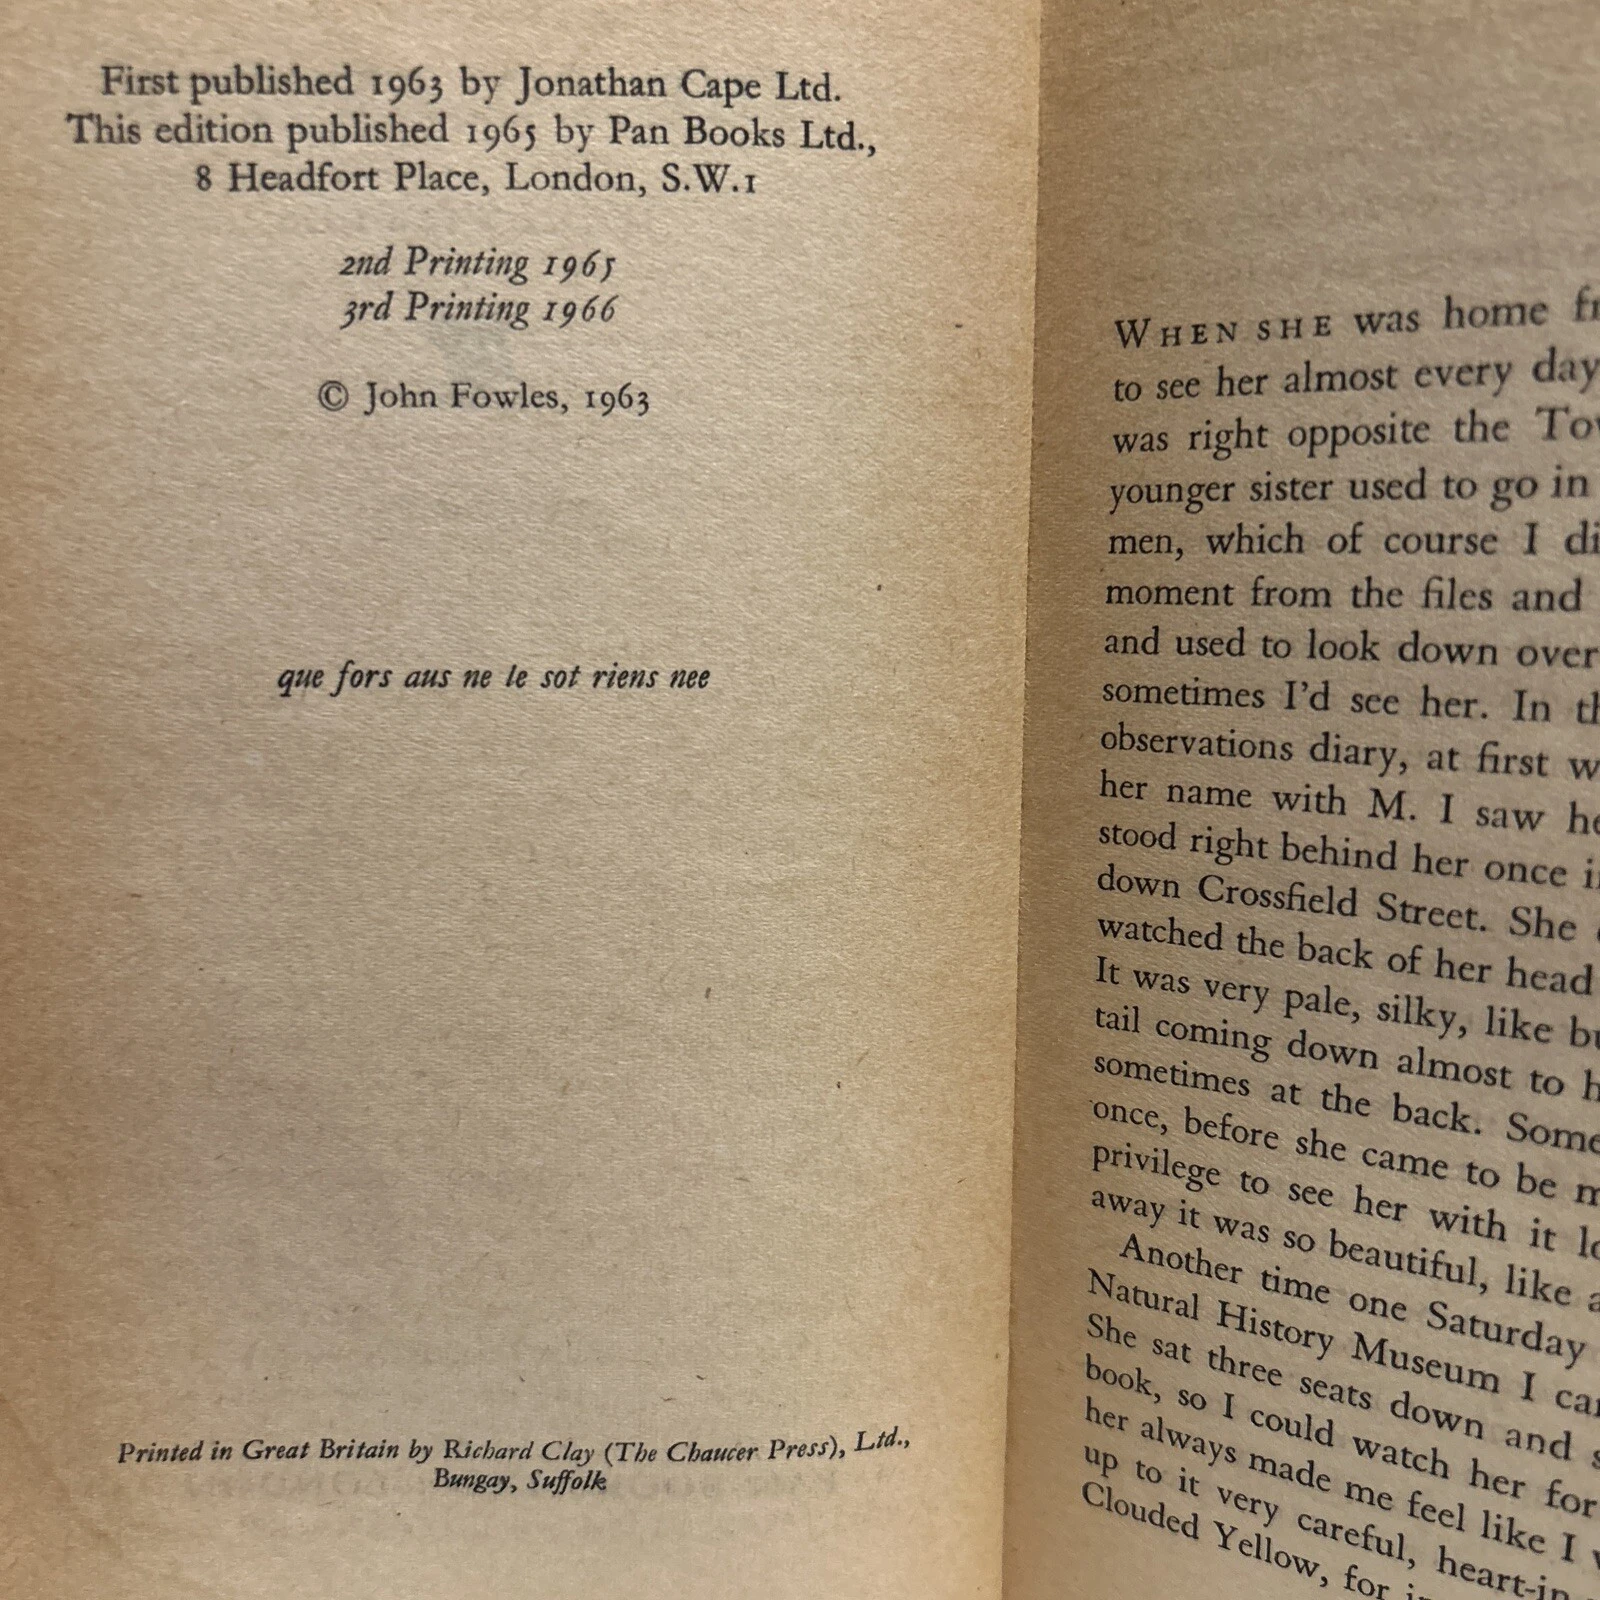 First published 1963 by Jonathan Cape Ltd.
This edition published 1965 by Pan Books Ltd.,
8 Headfort Place, London, S.W.1
2nd Printing 1965
3rd Printing 1966
© John Fowles, 1963
que fors aus ne le sot riens nee
Printed in Great Britain by Richard Clay (The Chaucer Press), Ltd.,
Bungay, Suffolk
WHEN SHE was home
to see her almost every day
was right opposite the
younger sister used to go in
men, which of course I
moment from the files and
and used to look down over
sometimes I'd see her. In
observations diary, at first
her name with M. I saw
stood right behind her once
down Crossfield Street. She
watched the back of her head
It was very pale, silky, like
tail coming down almost to
sometimes at the back.
once, before she came to be
privilege to see her with it
away it was so beautiful, like
Another time one Saturday
Natural History Museum I
She sat three seats down and
book, so I could watch her for
her always made me feel like I
up to it very careful,
Clouded Yellow, for